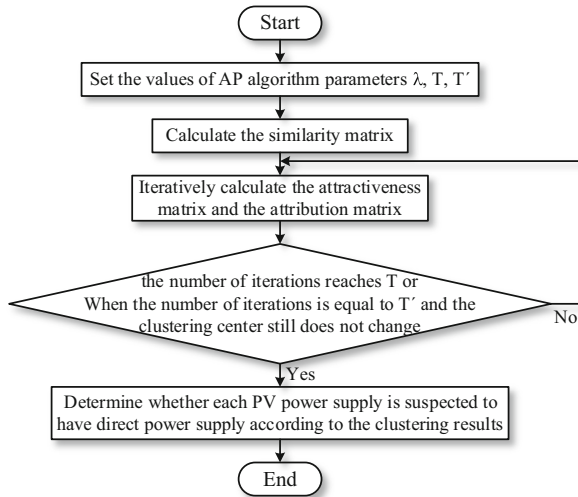 Start
Set the values of AP algorithm parameters λ, T, T´
Calculate the similarity matrix
Iteratively calculate the attractiveness
matrix and the attribution matrix
the number of iterations reaches T or
When the number of iterations is equal to T´ and the
clustering center still does not change
No
Yes
Determine whether each PV power supply is suspected to
have direct power supply according to the clustering results
End